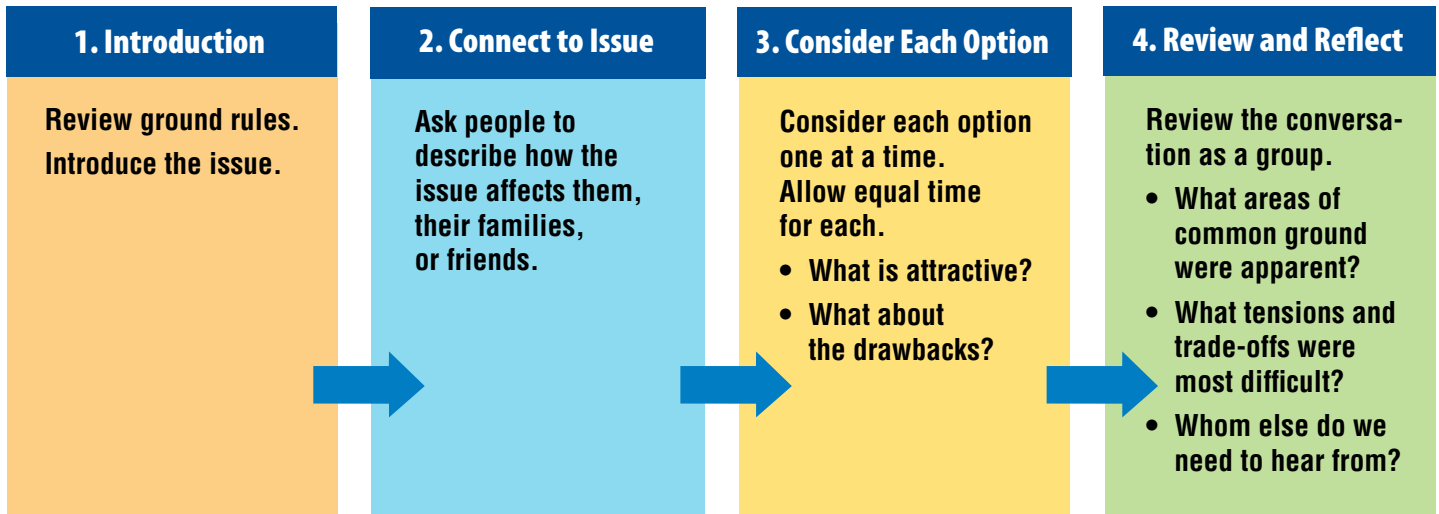 1. Introduction
Review ground rules.
Introduce the issue.
2. Connect to Issue
Ask people to
describe how the
issue affects them,
their families,
or friends.
3. Consider Each Option
Consider each option
one at a time.
Allow equal time
for each.
• What is attractive?
• What about
the drawbacks?
4. Review and Reflect
Review the conversa-
tion as a group.
• What areas of
common ground
were apparent?
• What tensions and
trade-offs were
most difficult?
• Whom else do we
need to hear from?